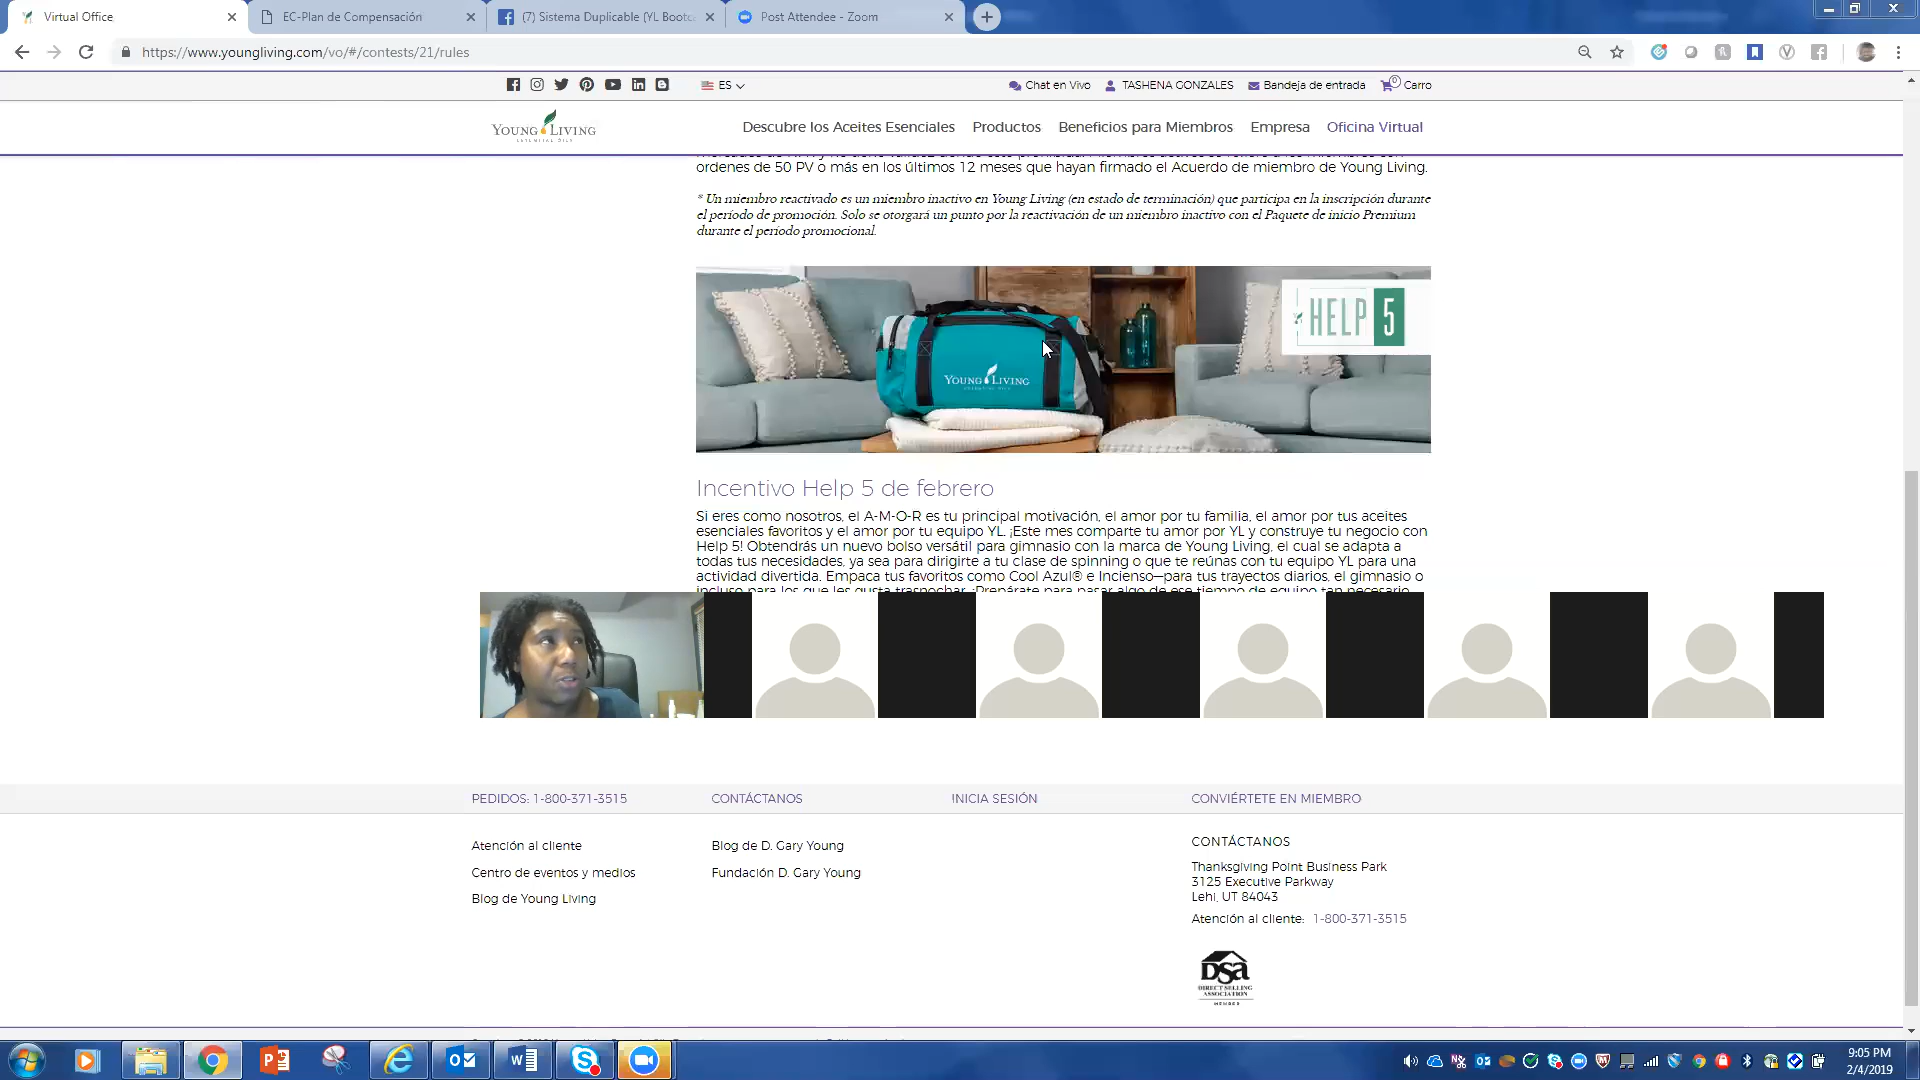 Virtual Office
EC-Plan de Compensación
(7) Sistema Duplicable (YL Bootc
Post Attendee - Zoom
https://www.youngliving.com/vo/#/contests/21/rules
ES
Chat en Vivo
TASHENA GONZALES
Bandeja de entrada
0
Carro
YOUNG LIVING
ESSENTIAL OILS
Descubre los Aceites Esenciales
Productos
Beneficios para Miembros
Empresa
Oficina Virtual
ordenes de 50 PV o más en los últimos 12 meses que hayan firmado el Acuerdo de miembro de Young Living.
* Un miembro reactivado es un miembro inactivo en Young Living (en estado de terminación) que participa en la inscripción durante
el período de promoción. Solo se otorgará un punto por la reactivación de un miembro inactivo con el Paquete de inicio Premium
durante el período promocional.
HELP 5
YOUNG LIVING
Incentivo Help 5 de febrero
Si eres como nosotros, el A-M-O-R es tu principal motivación, el amor por tu familia, el amor por tus aceites
esenciales favoritos y el amor por tu equipo YL. ¡Este mes comparte tu amor por YL y construye tu negocio con
Help 5! Obtendrás un nuevo bolso versátil para gimnasio con la marca de Young Living, el cual se adapta a
todas tus necesidades, ya sea para dirigirte a tu clase de spinning o que te reúnas con tu equipo YL para una
actividad divertida. Empaca tus favoritos como Cool Azul® e Incienso—para tus trayectos diarios, el gimnasio o
incluso para los que les gusta trasnochar. ¡Prepárate para pasar algo de ese tiempo de equipo tan necesario
PEDIDOS: 1-800-371-3515
CONTÁCTANOS
INICIA SESIÓN
CONVIÉRTETE EN MIEMBRO
Atención al cliente
Centro de eventos y medios
Blog de Young Living
Blog de D. Gary Young
Fundación D. Gary Young
CONTÁCTANOS
Thanksgiving Point Business Park
3125 Executive Parkway
Lehi, UT 84043
Atención al cliente: 1-800-371-3515
DSA
DIRECT SELLING
ASSOCIATION
MEMBER
9:05 PM
2/4/2019